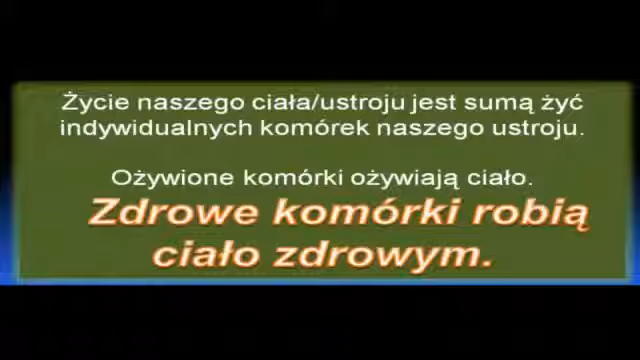 Życie naszego ciała/ustroju jest sumą żyć
indywidualnych komórek naszego ustroju.
Ożywione komórki ożywiają ciało.
Zdrowe komórki robią
ciało zdrowym.